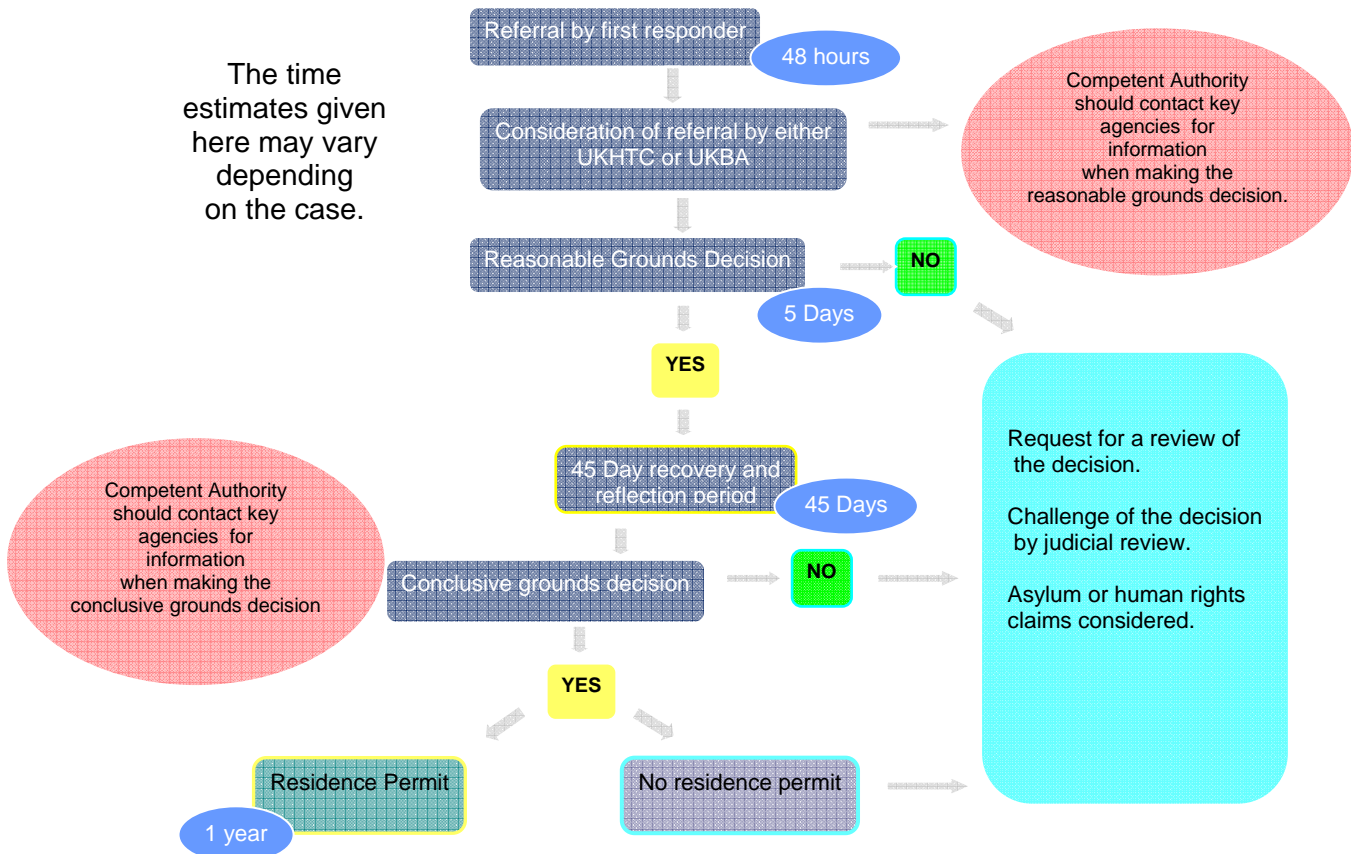 Referral by first responder
48 hours
The time
estimates given
here may vary
depending
on the case.
Consideration of referral by either
UKHTC or UKBA
Competent Authority
should contact key
agencies for
information
when making the
reasonable grounds decision.
Reasonable Grounds Decision
NO
5 Days
YES
45 Day recovery and
reflection period
45 Days
Competent Authority
should contact key
agencies for
information
when making the
conclusive grounds decision
Conclusive grounds decision
NO
Request for a review of
the decision.
Challenge of the decision
by judicial review.
Asylum or human rights
claims considered.
YES
Residence Permit
1 year
No residence permit